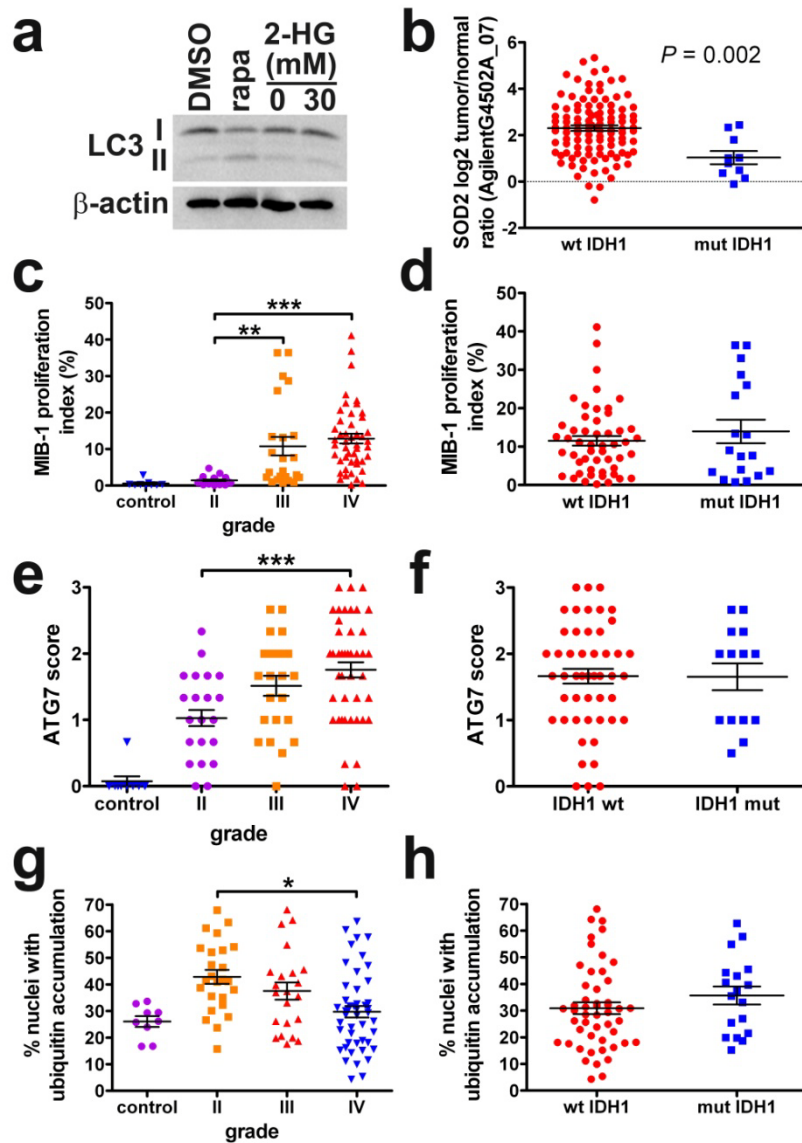 a
DMSO
rapa
2-HG
(mM)
0 30
LC3
I
II
β-actin
b
SOD2 log2 tumor/normal
ratio (AgilentG4502A_07)
6
4
2
0
-2
P = 0.002
wt IDH1 mut IDH1
c
MIB-1 proliferation
index (%)
50
40
30
20
10
0
***
**
control II III IV
grade
d
MIB-1 proliferation
index (%)
50
40
30
20
10
0
wt IDH1 mut IDH1
e
ATG7 score
3
2
1
0
***
control II III IV
grade
f
ATG7 score
3
2
1
0
IDH1 wt IDH1 mut
g
% nuclei with
ubiquitin accumulation
70
60
50
40
30
20
10
0
*
control II III IV
grade
h
% nuclei with
ubiquitin accumulation
70
60
50
40
30
20
10
0
wt IDH1 mut IDH1